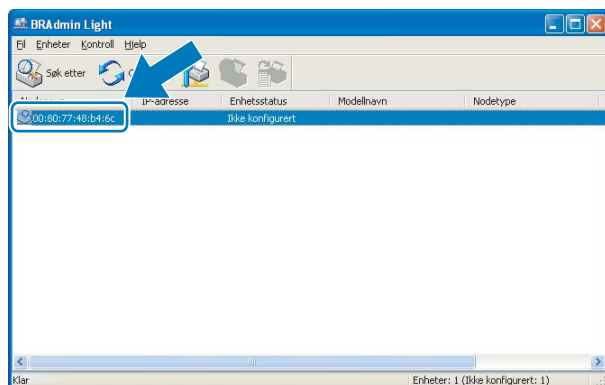 BRAdmin Light
Fil Enheter Kontroll Hjelp
Søk etter
IP-adresse Enhetsstatus Modellnavn Nodetype
00:80:77:48:b4:6c Ikke konfigurert
Klar Enheter: 1 (Ikke konfigurert: 1)